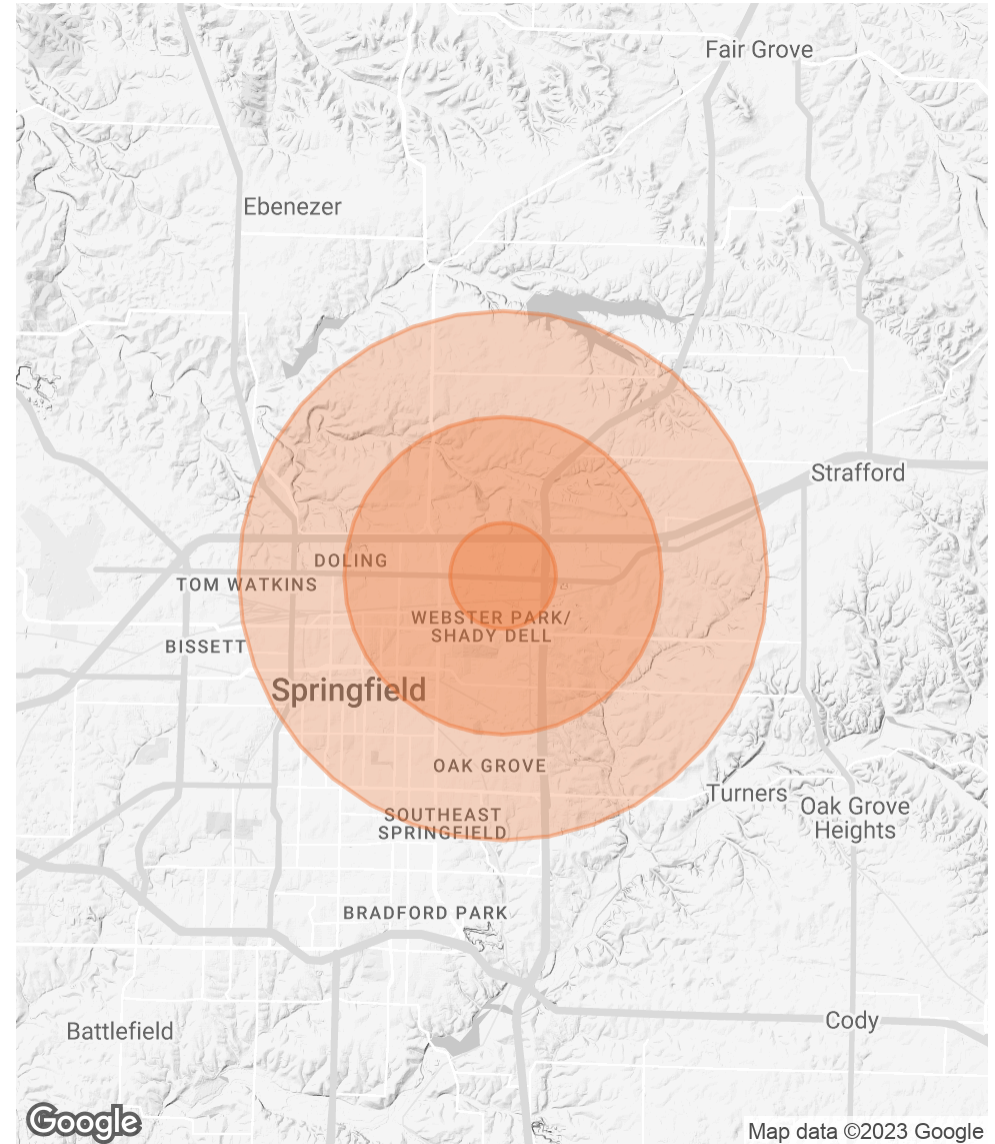 Fair Grove
Ebenezer
Strafford
DOLING
TOM WATKINS
WEBSTER PARK/
SHADY DELL
BISSETT
Springfield
OAK GROVE
Turners
Oak Grove
Heights
SOUTHEAST
SPRINGFIELD
BRADFORD PARK
Battlefield
Cody
Google
Map data ©2023 Google